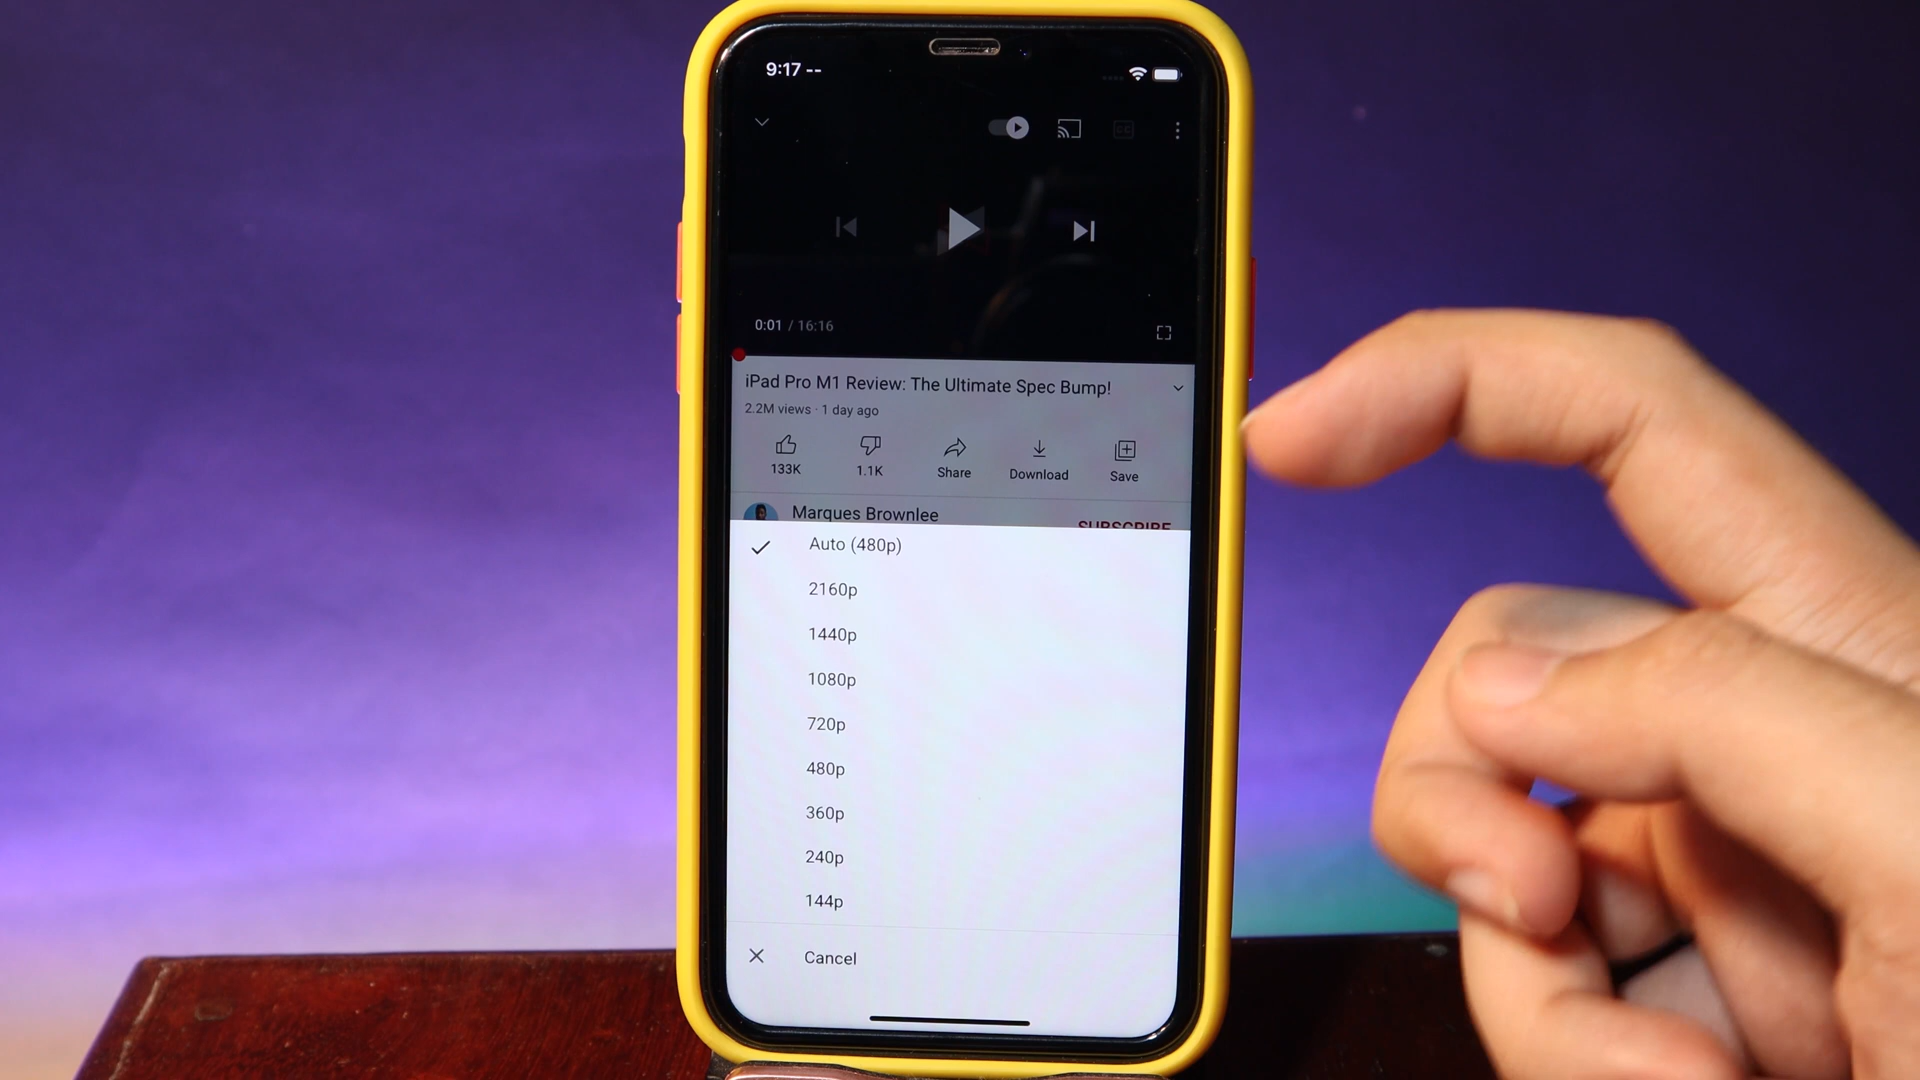 9:17 --
CC
0:01 / 16:16
iPad Pro M1 Review: The Ultimate Spec Bump!
2.2M views · 1 day ago
133K
1.1K
Share
Download
Save
Marques Brownlee
SUBSCRIBE
Auto (480p)
2160p
1440p
1080p
720p
480p
360p
240p
144p
Cancel